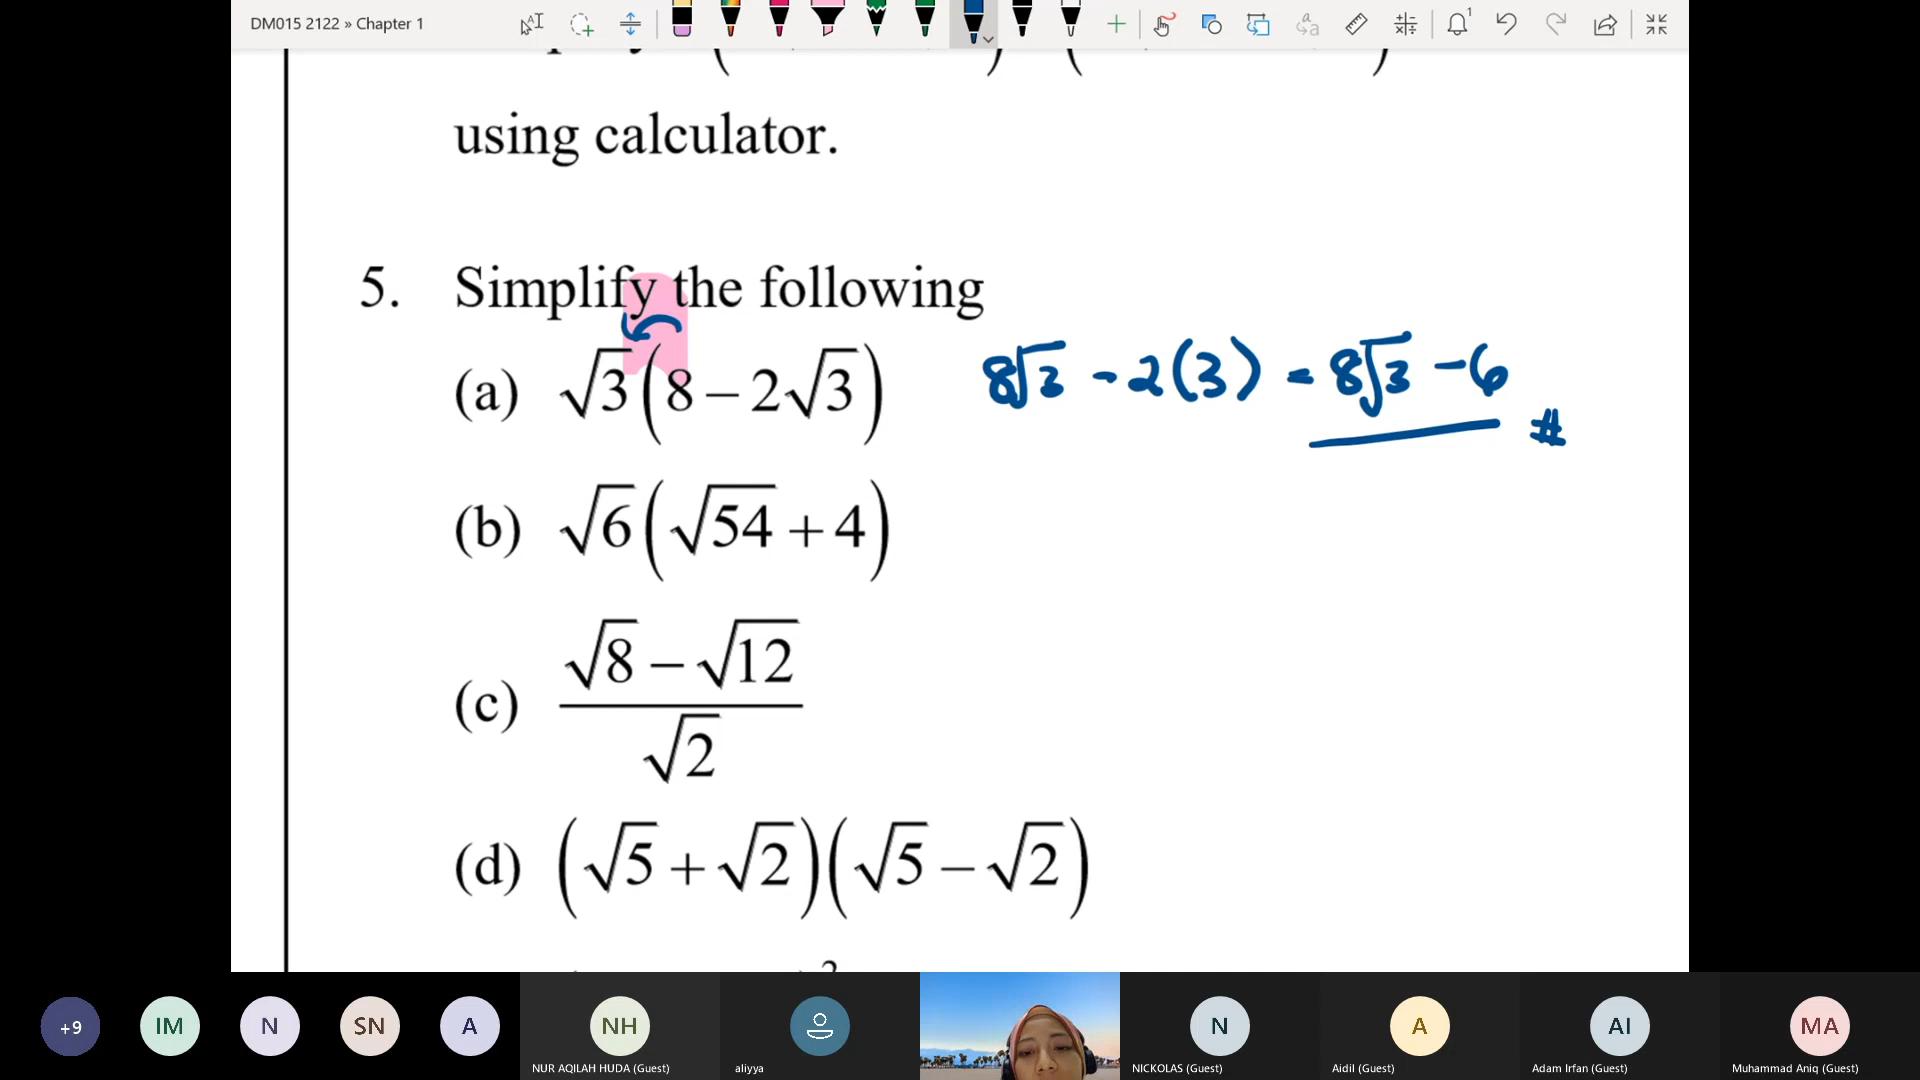 DM015 2122 » Chapter 1
using calculator.
5. Simplify the following
(a) √3(8 – 2√3) 8√3 - 2(3) = 8√3 - 6 #
(b) √6(√54 + 4)
(c) (√8 – √12)/√2
(d) (√5 + √2)(√5 – √2)
2
+9 IM N SN A NH N A AI MA
NUR AQILAH HUDA (Guest) aliyya NICKOLAS (Guest) Aidil (Guest) Adam Irfan (Guest) Muhammad Aniq (Guest)